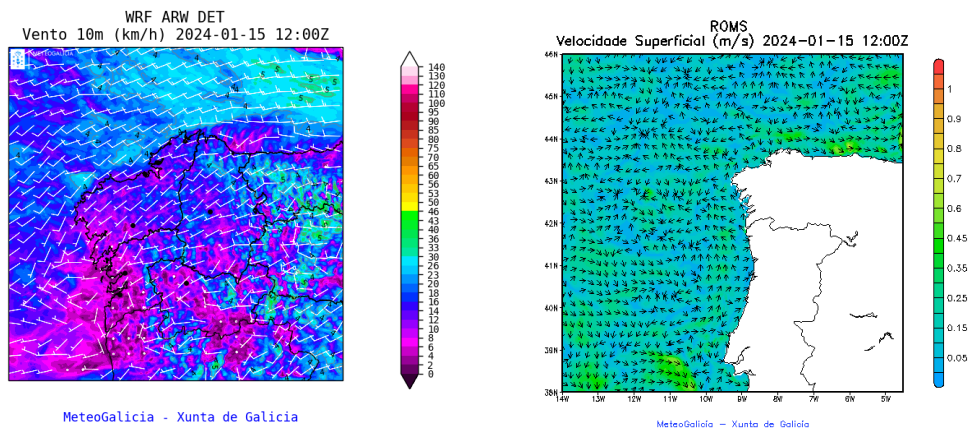 WRF ARW DET
Vento 10m (km/h) 2024-01-15 12:00Z
METEOGALICIA
140
130
120
110
100
95
90
85
80
75
70
65
60
55
50
46
43
40
36
33
30
26
23
20
18
16
14
12
10
8
6
4
2
0
MeteoGalicia - Xunta de Galicia
ROMS
Velocidade Superficial (m/s) 2024-01-15 12:00Z
46N
45N
44N
43N
42N
41N
40N
39N
38N
14W 13W 12W 11W 10W 9W 8W 7W 6W 5W
1
0.9
0.8
0.7
0.6
0.45
0.35
0.25
0.15
0.05
MeteoGalicia – Xunta de Galicia